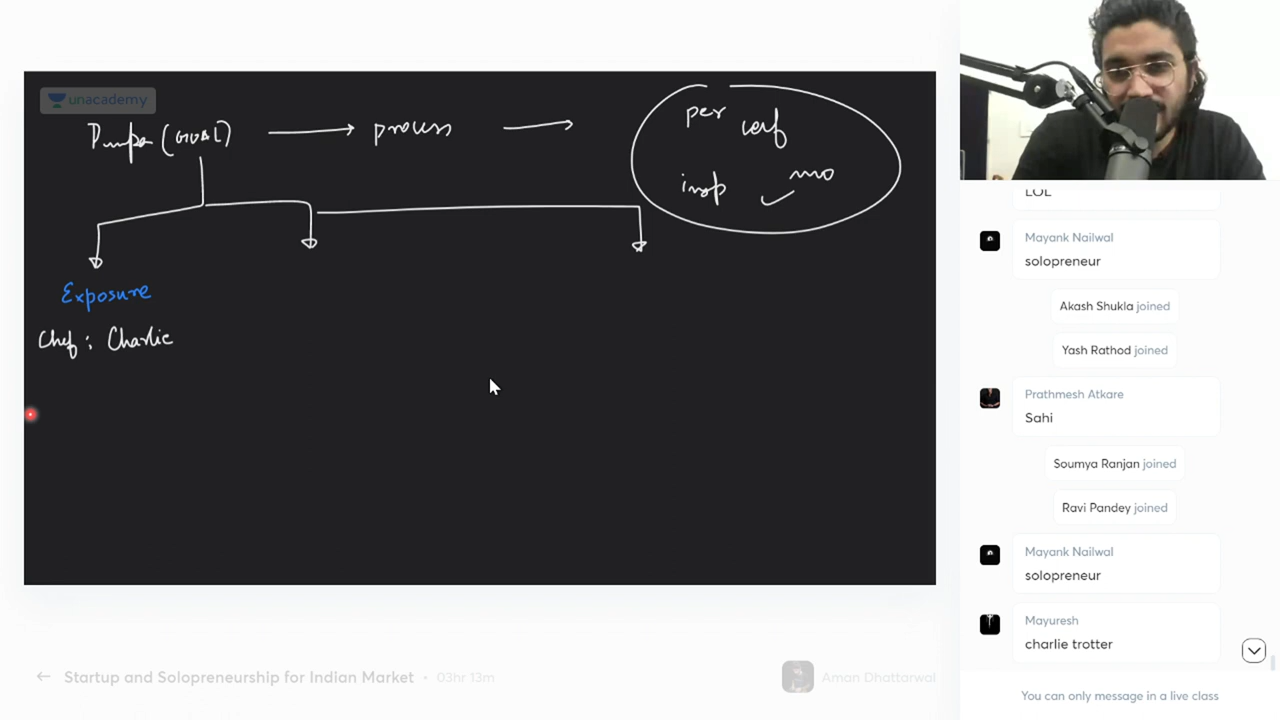 unacademy
(GOAL) process
per conf
insp mo
Exposure
Chef : Charlie
LOL
Mayank Nailwal
solopreneur
Akash Shukla joined
Yash Rathod joined
Prathmesh Atkare
Sahi
Soumya Ranjan joined
Ravi Pandey joined
Mayank Nailwal
solopreneur
Mayuresh
charlie trotter
You can only message in a live class
Startup and Solopreneurship for Indian Market • 03hr 13m
Aman Dhattarwal